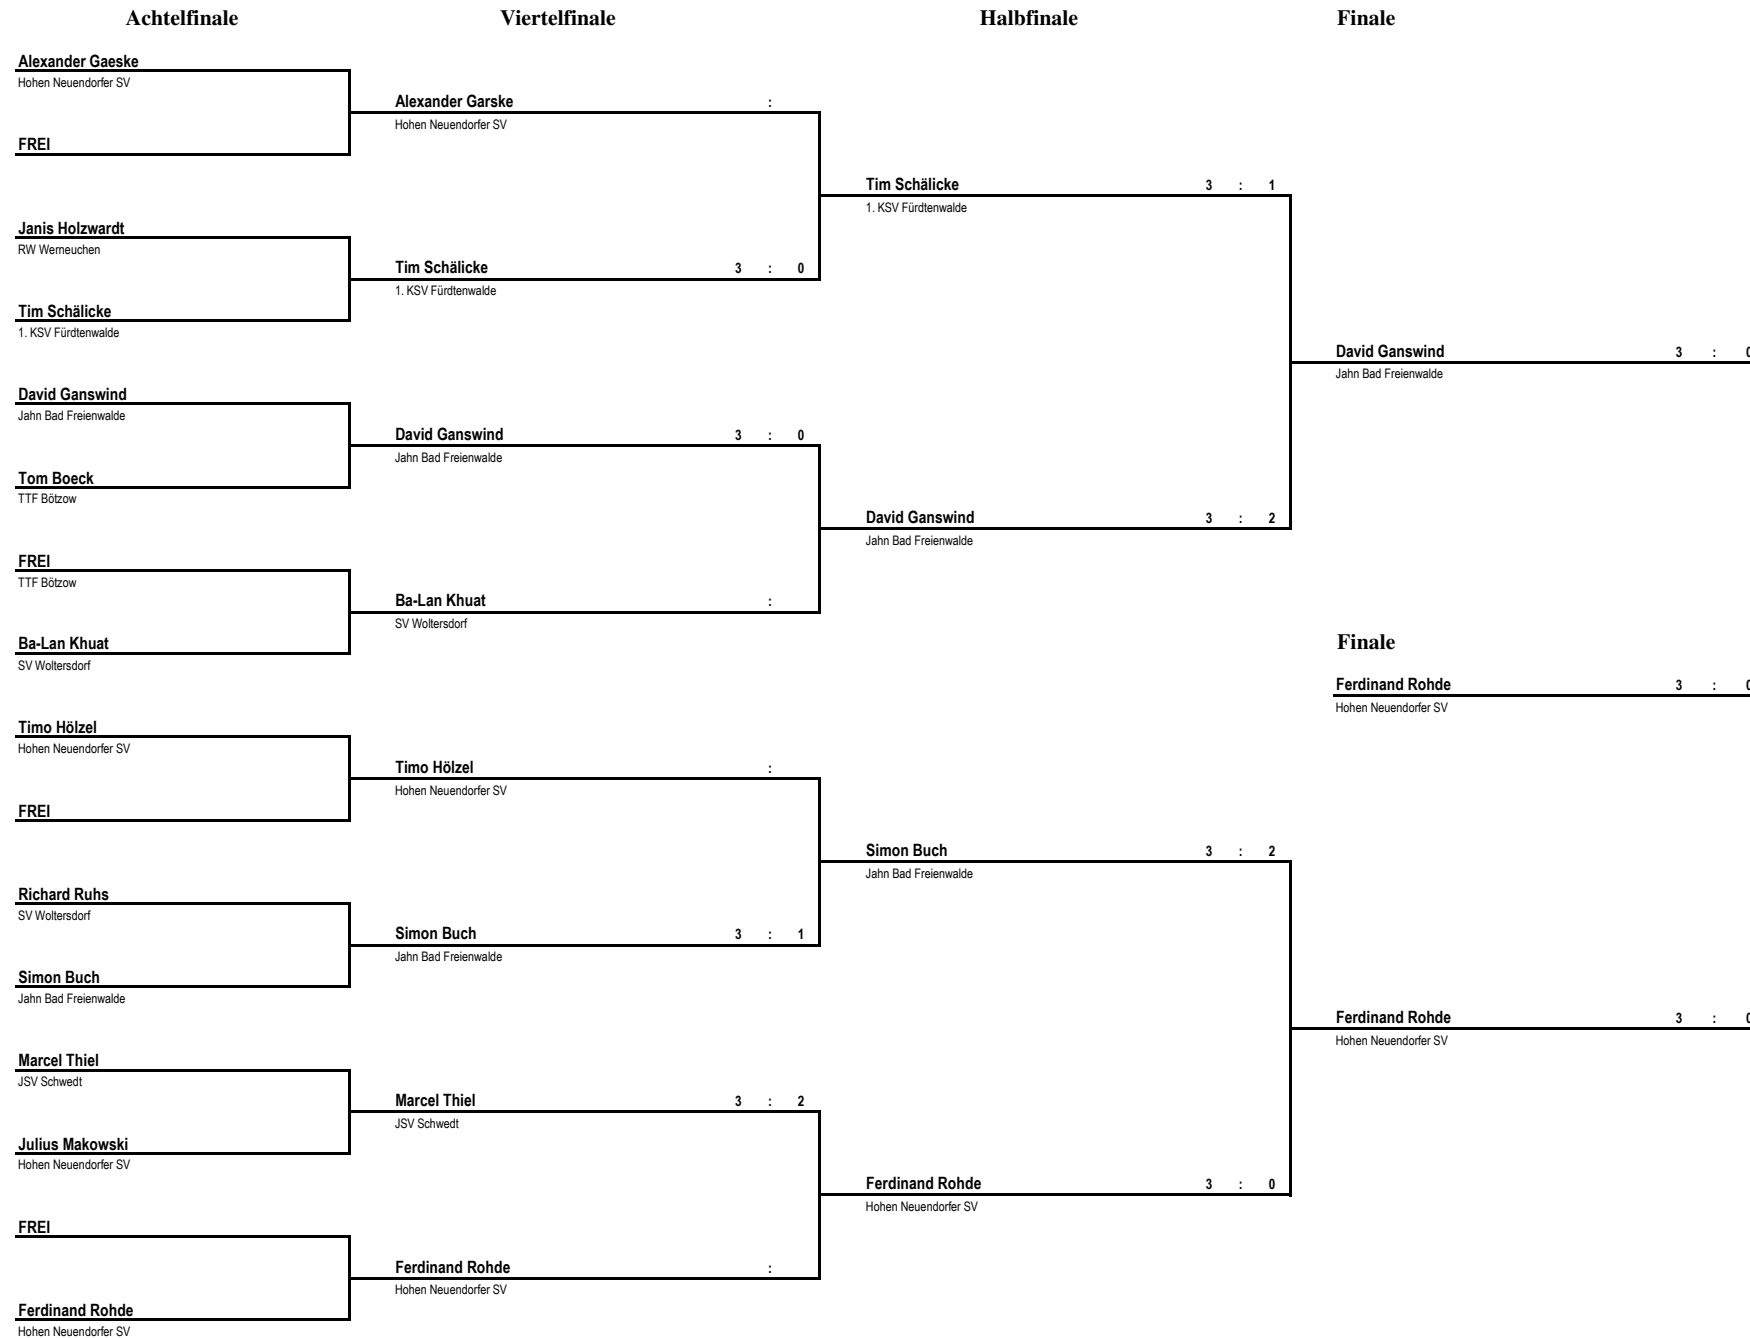 Achtelfinale Viertelfinale Halbfinale Finale
Alexander Gaeske
Hohen Neuendorfer SV
Alexander Garske :
Hohen Neuendorfer SV
FREI
Tim Schälicke 3 : 1
1. KSV Fürdtenwalde
Janis Holzwardt
RW Werneuchen
Tim Schälicke 3 : 0
1. KSV Fürdtenwalde
Tim Schälicke
1. KSV Fürdtenwalde
David Ganswind 3 : 0
Jahn Bad Freienwalde
David Ganswind
Jahn Bad Freienwalde
David Ganswind 3 : 0
Jahn Bad Freienwalde
Tom Boeck
TTF Bötzow
David Ganswind 3 : 2
Jahn Bad Freienwalde
FREI
TTF Bötzow
Ba-Lan Khuat :
SV Woltersdorf
Ba-Lan Khuat
SV Woltersdorf
Finale
Ferdinand Rohde 3 : 0
Hohen Neuendorfer SV
Timo Hölzel
Hohen Neuendorfer SV
Timo Hölzel :
Hohen Neuendorfer SV
FREI
Simon Buch 3 : 2
Jahn Bad Freienwalde
Richard Ruhs
SV Woltersdorf
Simon Buch 3 : 1
Jahn Bad Freienwalde
Simon Buch
Jahn Bad Freienwalde
Ferdinand Rohde 3 : 0
Hohen Neuendorfer SV
Marcel Thiel
JSV Schwedt
Marcel Thiel 3 : 2
JSV Schwedt
Julius Makowski
Hohen Neuendorfer SV
Ferdinand Rohde 3 : 0
Hohen Neuendorfer SV
FREI
Ferdinand Rohde :
Hohen Neuendorfer SV
Ferdinand Rohde
Hohen Neuendorfer SV